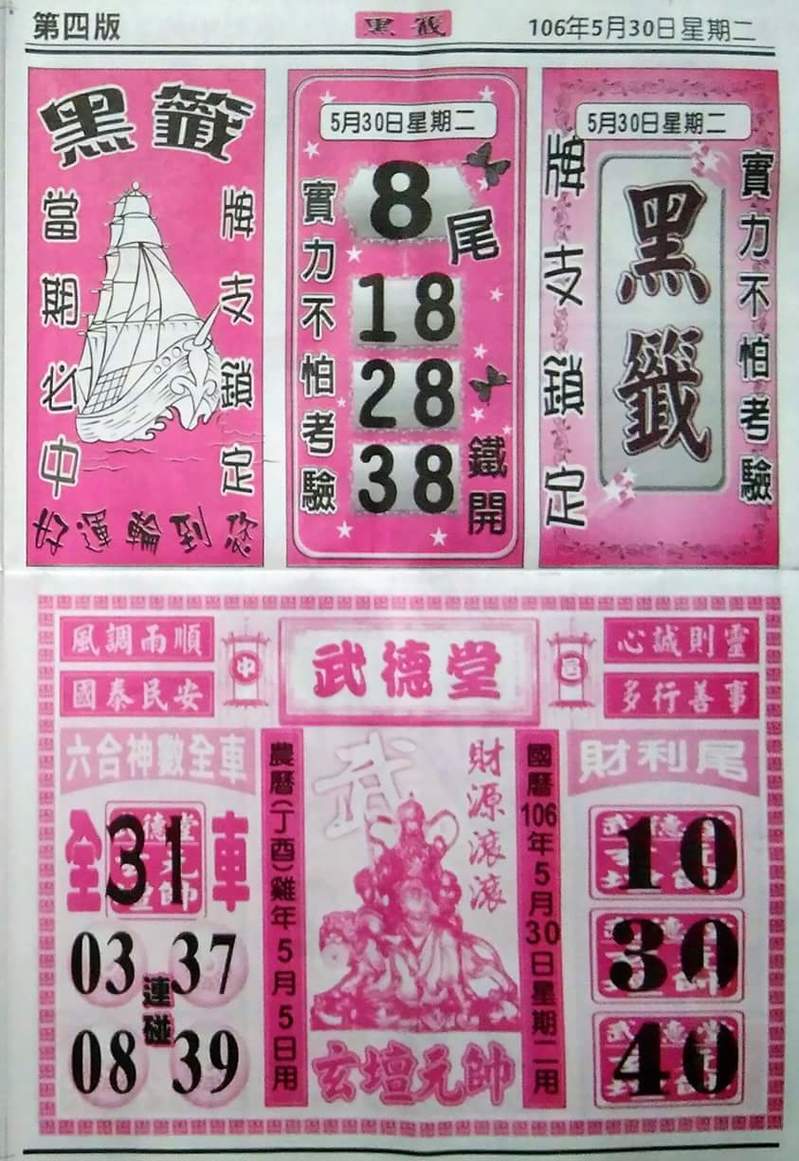 第四版
黑籤
106年5月30日星期二
黑籤
當期必中
牌支鎖定
好運輪到您
5月30日星期二
實力不怕考驗
8尾
18
28
38
鐵開
5月30日星期二
牌支鎖定
黑籤
實力不怕考驗
風調雨順
國泰民安
中
武德堂
心誠則靈
多行善事
六合神數全車
全31車
03
37
連碰
08
39
農曆(丁酉)雞年5月5日用
武
財源滾滾
玄壇元帥
國曆106年5月30日星期二用
財利尾
10
30
40